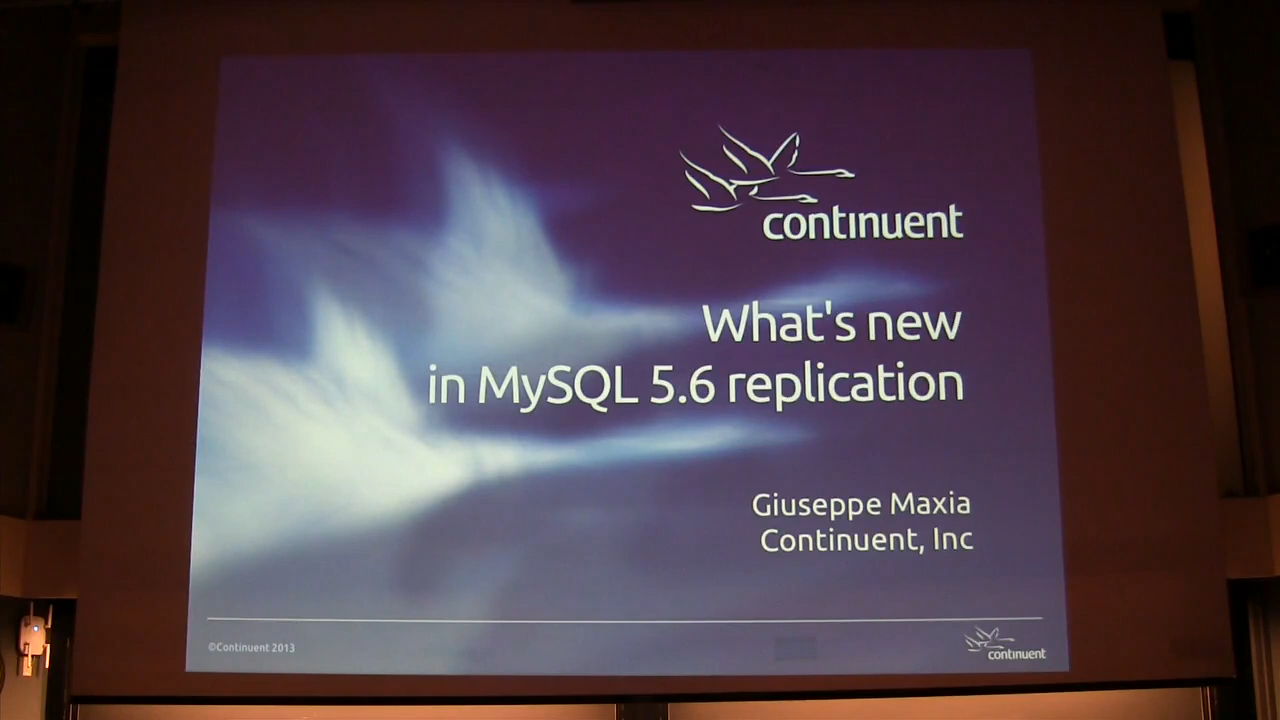 continuent
What's new
in MySQL 5.6 replication
Giuseppe Maxia
Continuent, Inc
©Continuent 2013
continuent